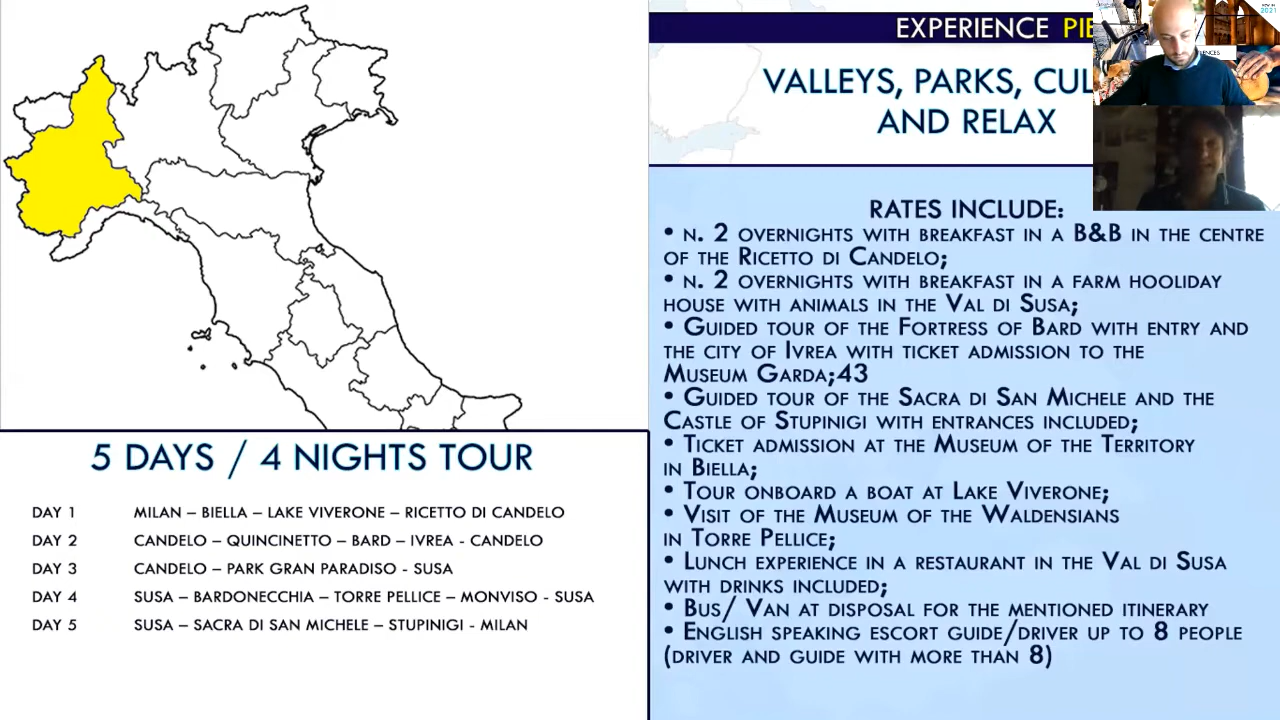 EXPERIENCE PIE
VALLEYS, PARKS, CUL
AND RELAX
RATES INCLUDE:
• N. 2 OVERNIGHTS WITH BREAKFAST IN A B&B IN THE CENTRE
OF THE RICETTO DI CANDELO;
• N. 2 OVERNIGHTS WITH BREAKFAST IN A FARM HOOLIDAY
HOUSE WITH ANIMALS IN THE VAL DI SUSA;
• GUIDED TOUR OF THE FORTRESS OF BARD WITH ENTRY AND
THE CITY OF IVREA WITH TICKET ADMISSION TO THE
MUSEUM GARDA;43
• GUIDED TOUR OF THE SACRA DI SAN MICHELE AND THE
CASTLE OF STUPINIGI WITH ENTRANCES INCLUDED;
• TICKET ADMISSION AT THE MUSEUM OF THE TERRITORY
IN BIELLA;
• TOUR ONBOARD A BOAT AT LAKE VIVERONE;
• VISIT OF THE MUSEUM OF THE WALDENSIANS
IN TORRE PELLICE;
• LUNCH EXPERIENCE IN A RESTAURANT IN THE VAL DI SUSA
WITH DRINKS INCLUDED;
• BUS/ VAN AT DISPOSAL FOR THE MENTIONED ITINERARY
• ENGLISH SPEAKING ESCORT GUIDE/DRIVER UP TO 8 PEOPLE
(DRIVER AND GUIDE WITH MORE THAN 8)
5 DAYS / 4 NIGHTS TOUR
DAY 1 MILAN – BIELLA – LAKE VIVERONE – RICETTO DI CANDELO
DAY 2 CANDELO – QUINCINETTO – BARD – IVREA - CANDELO
DAY 3 CANDELO – PARK GRAN PARADISO - SUSA
DAY 4 SUSA – BARDONECCHIA – TORRE PELLICE – MONVISO - SUSA
DAY 5 SUSA – SACRA DI SAN MICHELE – STUPINIGI - MILAN
2021